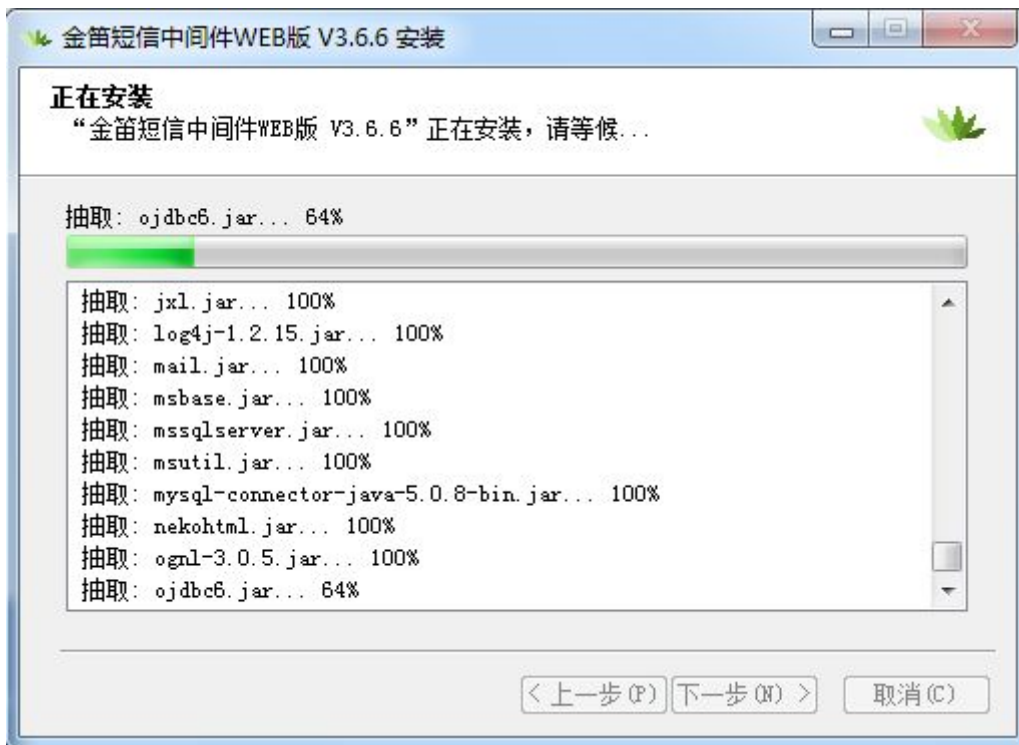 金笛短信中间件WEB版 V3.6.6 安装
正在安装
“金笛短信中间件WEB版 V3.6.6”正在安装，请等候...
抽取: ojdbc6.jar... 64%
抽取: jxl.jar... 100%
抽取: log4j-1.2.15.jar... 100%
抽取: mail.jar... 100%
抽取: msbase.jar... 100%
抽取: mssqlserver.jar... 100%
抽取: msutil.jar... 100%
抽取: mysql-connector-java-5.0.8-bin.jar... 100%
抽取: nekohtml.jar... 100%
抽取: ognl-3.0.5.jar... 100%
抽取: ojdbc6.jar... 64%
< 上一步(P) 下一步(N) > 取消(C)